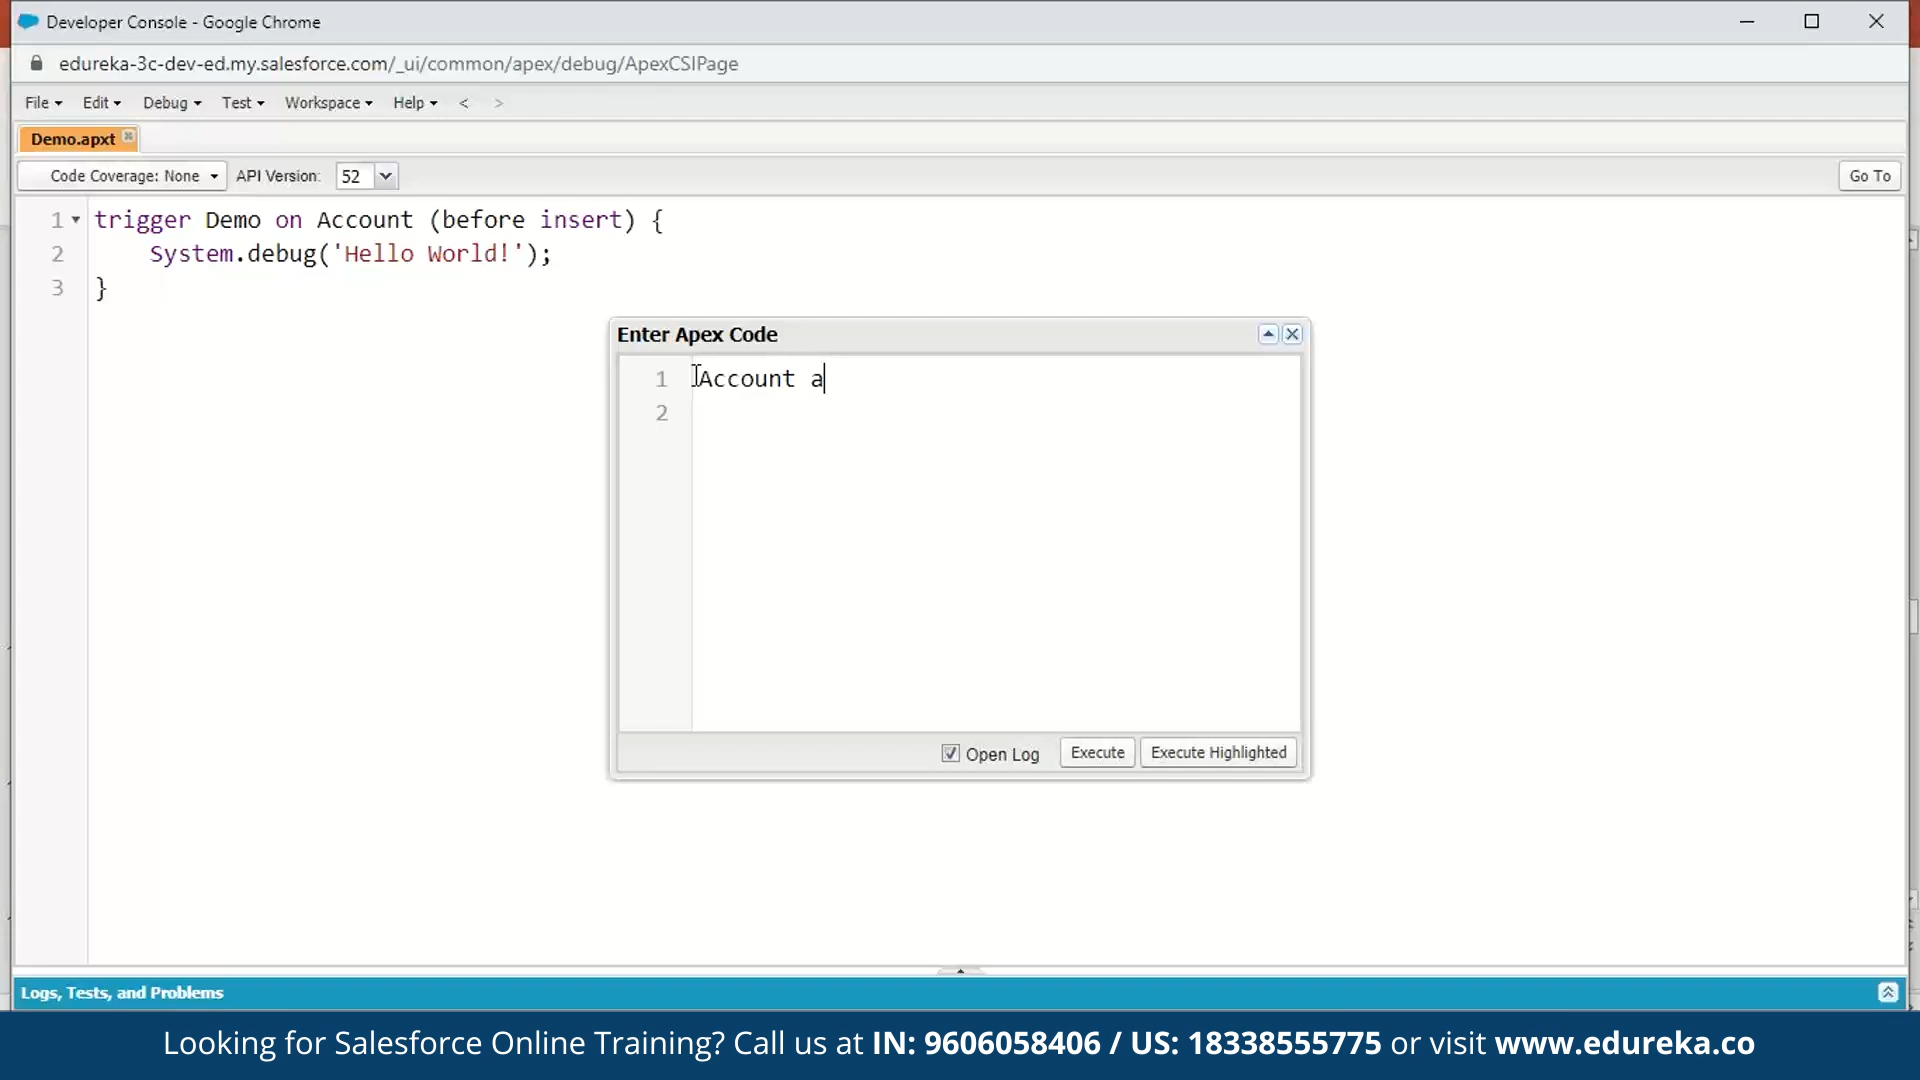 Developer Console - Google Chrome
edureka-3c-dev-ed.my.salesforce.com/_ui/common/apex/debug/ApexCSIPage
File Edit Debug Test Workspace Help < >
Demo.apxt
Code Coverage: None API Version: 52 Go To
1 trigger Demo on Account (before insert) {
2 System.debug('Hello World!');
3 }
Enter Apex Code
1 Account a
2
Open Log Execute Execute Highlighted
Logs, Tests, and Problems
Looking for Salesforce Online Training? Call us at IN: 9606058406 / US: 18338555775 or visit www.edureka.co